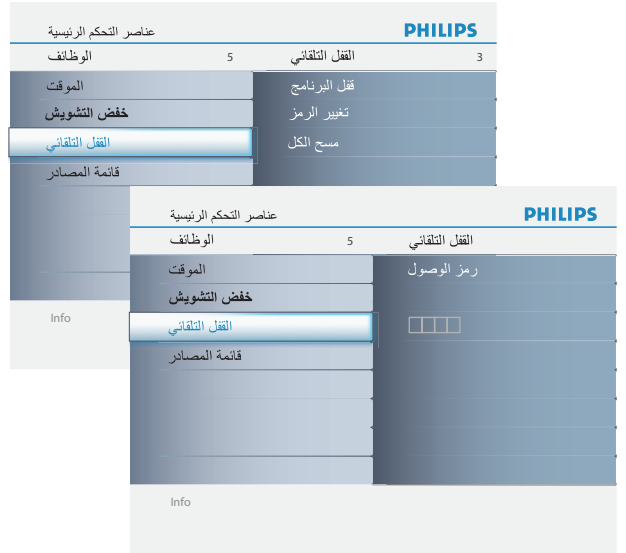 عناصر التحكم الرئيسية PHILIPS
الوظائف 5 القفل التلقائي 3
الموقت قفل البرنامج
خفض التشويش تغيير الرمز
القفل التلقائي مسح الكل
قائمة المصادر
Info
عناصر التحكم الرئيسية PHILIPS
الوظائف 5 القفل التلقائي
الموقت رمز الوصول
خفض التشويش
القفل التلقائي
قائمة المصادر
Info